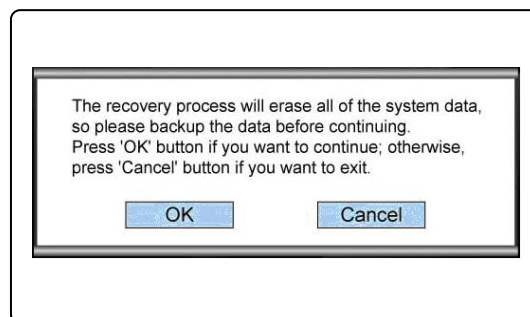 The recovery process will erase all of the system data,
so please backup the data before continuing.
Press 'OK' button if you want to continue; otherwise,
press 'Cancel' button if you want to exit.
OK Cancel